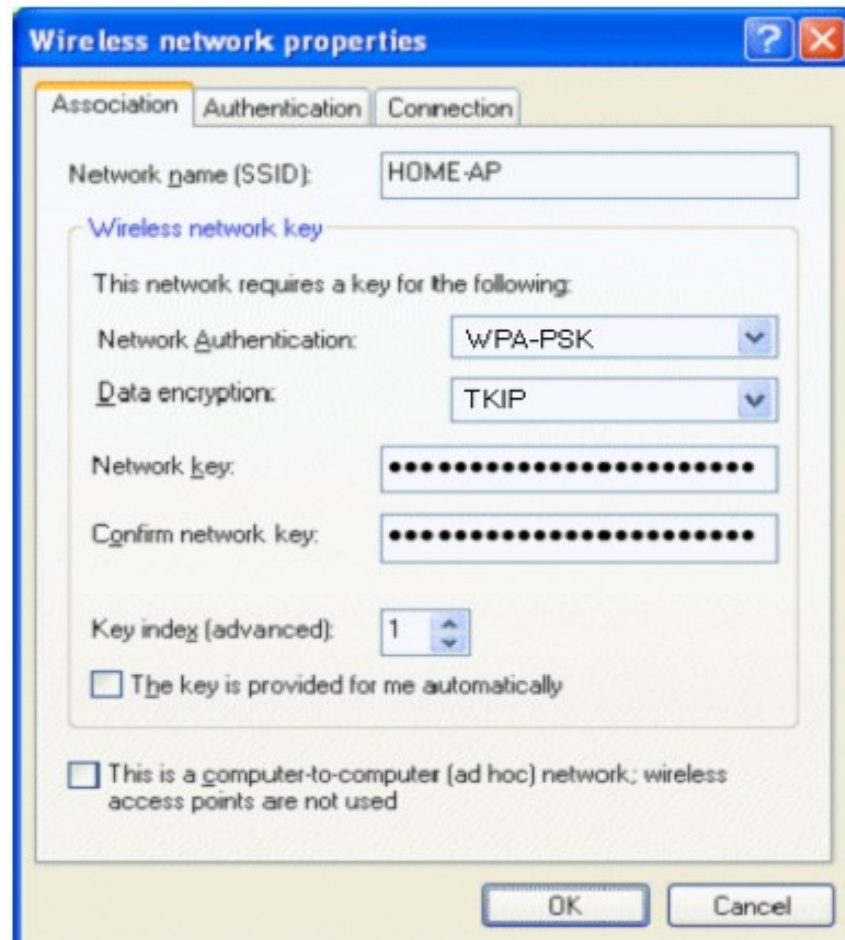 Wireless network properties
Association Authentication Connection
Network name (SSID): HOME-AP
Wireless network key
This network requires a key for the following:
Network Authentication: WPA-PSK
Data encryption: TKIP
Network key: •••••••••••••••••••••••
Confirm network key: •••••••••••••••••••••••
Key index (advanced): 1
The key is provided for me automatically
This is a computer-to-computer (ad hoc) network; wireless
access points are not used
OK Cancel